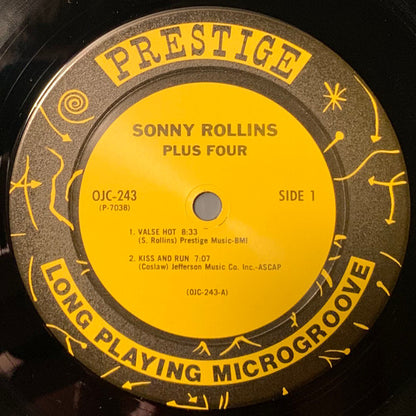 PRESTIGE
SONNY ROLLINS
PLUS FOUR
OJC-243
(P-7038)
SIDE 1
1. VALSE HOT 8:33
(S. Rollins) Prestige Music-BMI
2. KISS AND RUN 7:07
(Coslaw) Jefferson Music Co. Inc.-ASCAP
(OJC-243-A)
LONG PLAYING MICROGROOVE